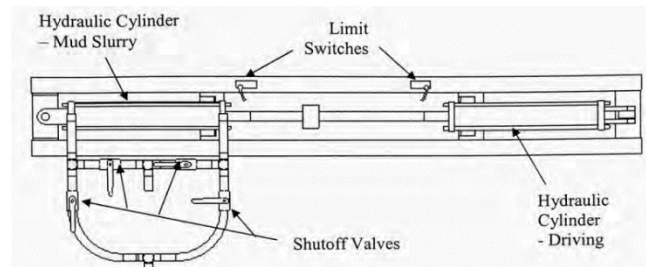 Hydraulic Cylinder
– Mud Slurry
Limit
Switches
Hydraulic
Cylinder
- Driving
Shutoff Valves